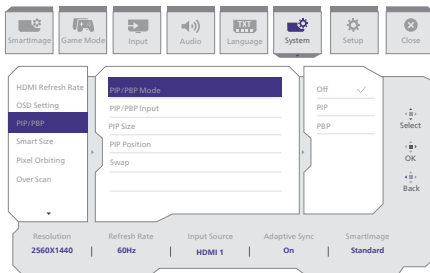 SmartImage
Game Mode
Input
Audio
TXT
Language
System
Setup
Close
HDMI Refresh Rate
OSD Setting
PIP/PBP
Smart Size
Pixel Orbiting
Over Scan
PIP/PBP Mode
PIP/PBP Input
PIP Size
PIP Position
Swap
Off
PIP
PBP
Select
OK
Back
Resolution
Refresh Rate
Input Source
Adaptive Sync
SmartImage
2560X1440 | 60Hz | HDMI 1 | On | Standard